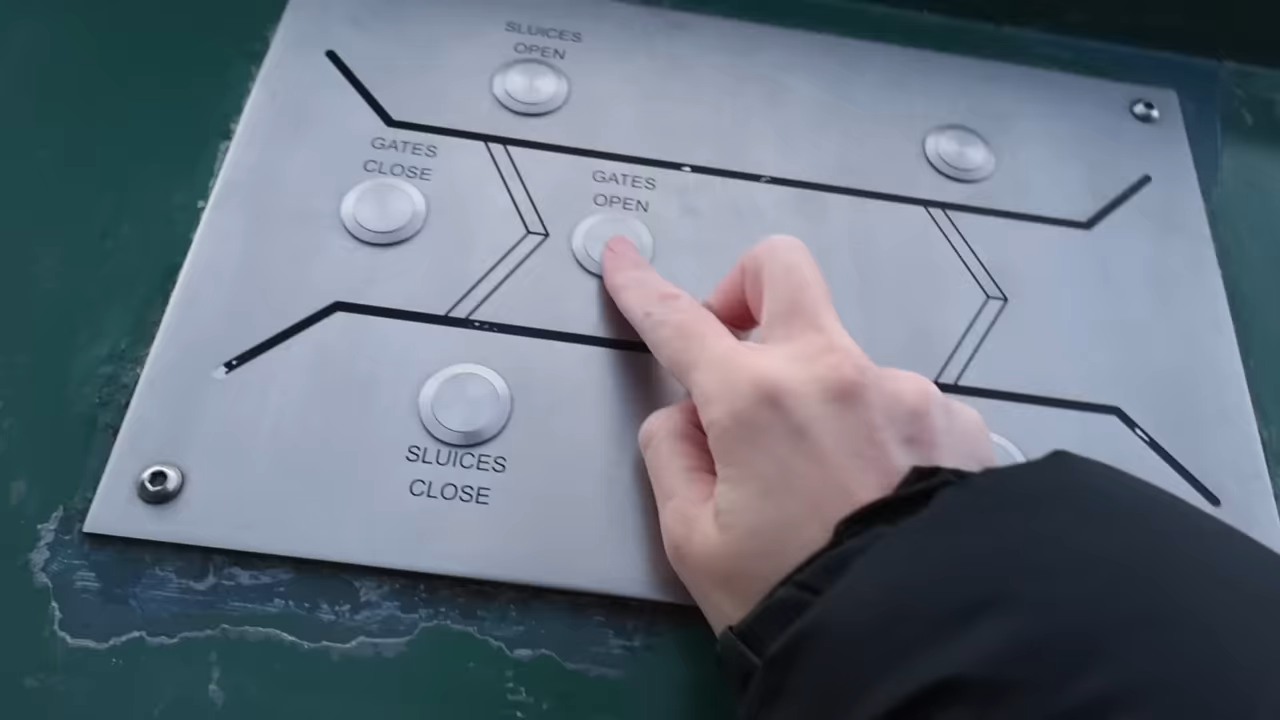 SLUICES
OPEN
GATES
CLOSE
GATES
OPEN
SLUICES
CLOSE